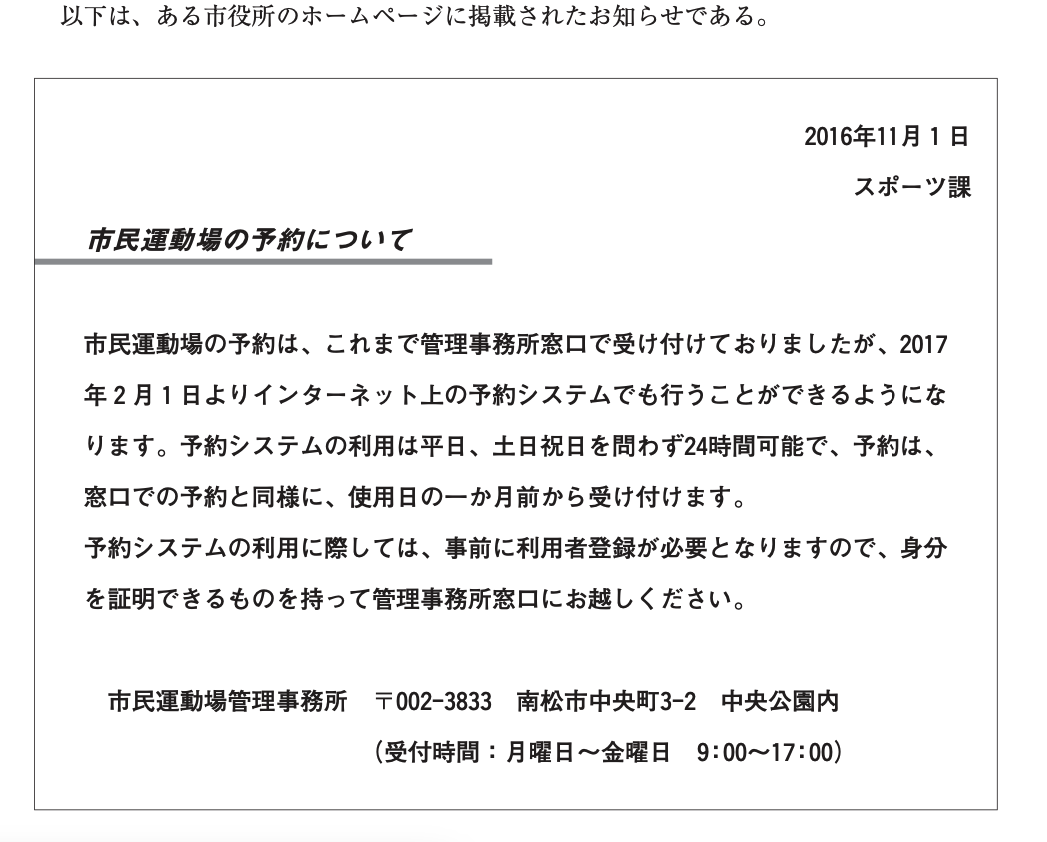 以下は、ある市役所のホームページに掲載されたお知らせである。
2016年11月1日
スポーツ課
市民運動場の予約について
市民運動場の予約は、これまで管理事務所窓口で受け付けておりましたが、2017
年2月1日よりインターネット上の予約システムでも行うことができるようにな
ります。予約システムの利用は平日、土日祝日を問わず24時間可能で、予約は、
窓口での予約と同様に、使用日の一か月前から受け付けます。
予約システムの利用に際しては、事前に利用者登録が必要となりますので、身分
を証明できるものを持って管理事務所窓口にお越しください。
市民運動場管理事務所　〒002-3833　南松市中央町3-2　中央公園内
（受付時間：月曜日～金曜日　9:00～17:00）